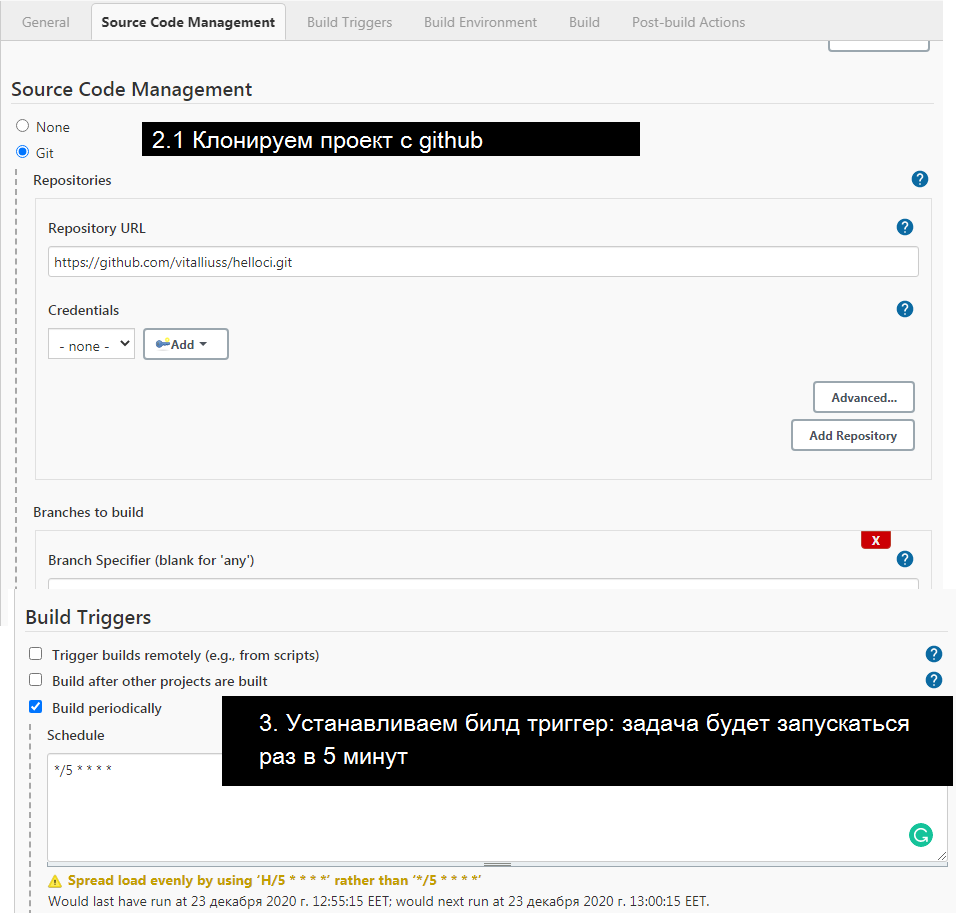 General Source Code Management Build Triggers Build Environment Build Post-build Actions
Source Code Management
None
2.1 Клонируем проект с github
Git
Repositories
Repository URL
https://github.com/vitalliuss/helloci.git
Credentials
- none - Add
Advanced...
Add Repository
Branches to build
X
Branch Specifier (blank for 'any')
Build Triggers
Trigger builds remotely (e.g., from scripts)
Build after other projects are built
Build periodically
3. Устанавливаем билд триггер: задача будет запускаться
раз в 5 минут
Schedule
*/5 * * * *
Spread load evenly by using ‘H/5 * * * *’ rather than ‘*/5 * * * *’
Would last have run at 23 декабря 2020 г. 12:55:15 EET; would next run at 23 декабря 2020 г. 13:00:15 EET.